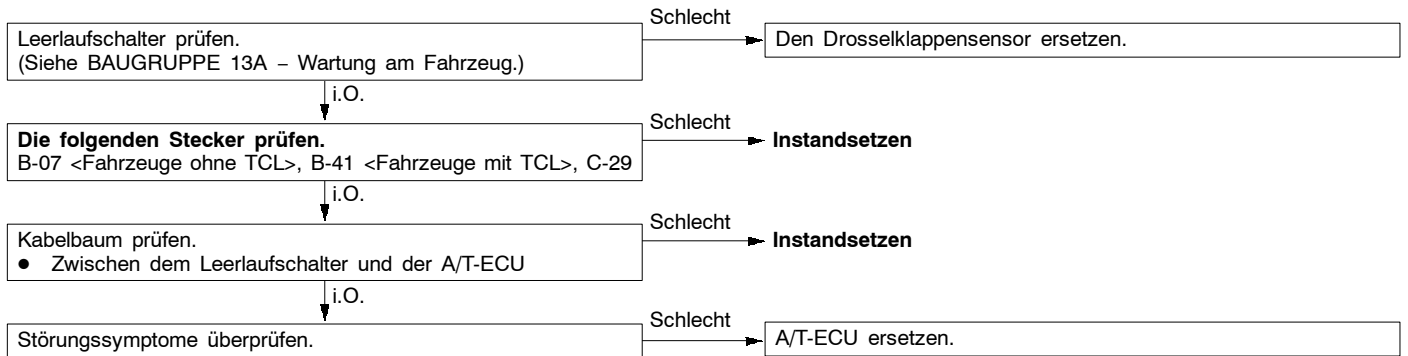 Schlecht
Leerlaufschalter prüfen.
(Siehe BAUGRUPPE 13A – Wartung am Fahrzeug.)
Den Drosselklappensensor ersetzen.
i.O.
Die folgenden Stecker prüfen.
B-07 <Fahrzeuge ohne TCL>, B-41 <Fahrzeuge mit TCL>, C-29
Schlecht
Instandsetzen
i.O.
Kabelbaum prüfen.
● Zwischen dem Leerlaufschalter und der A/T-ECU
Schlecht
Instandsetzen
i.O.
Störungssymptome überprüfen.
Schlecht
A/T-ECU ersetzen.